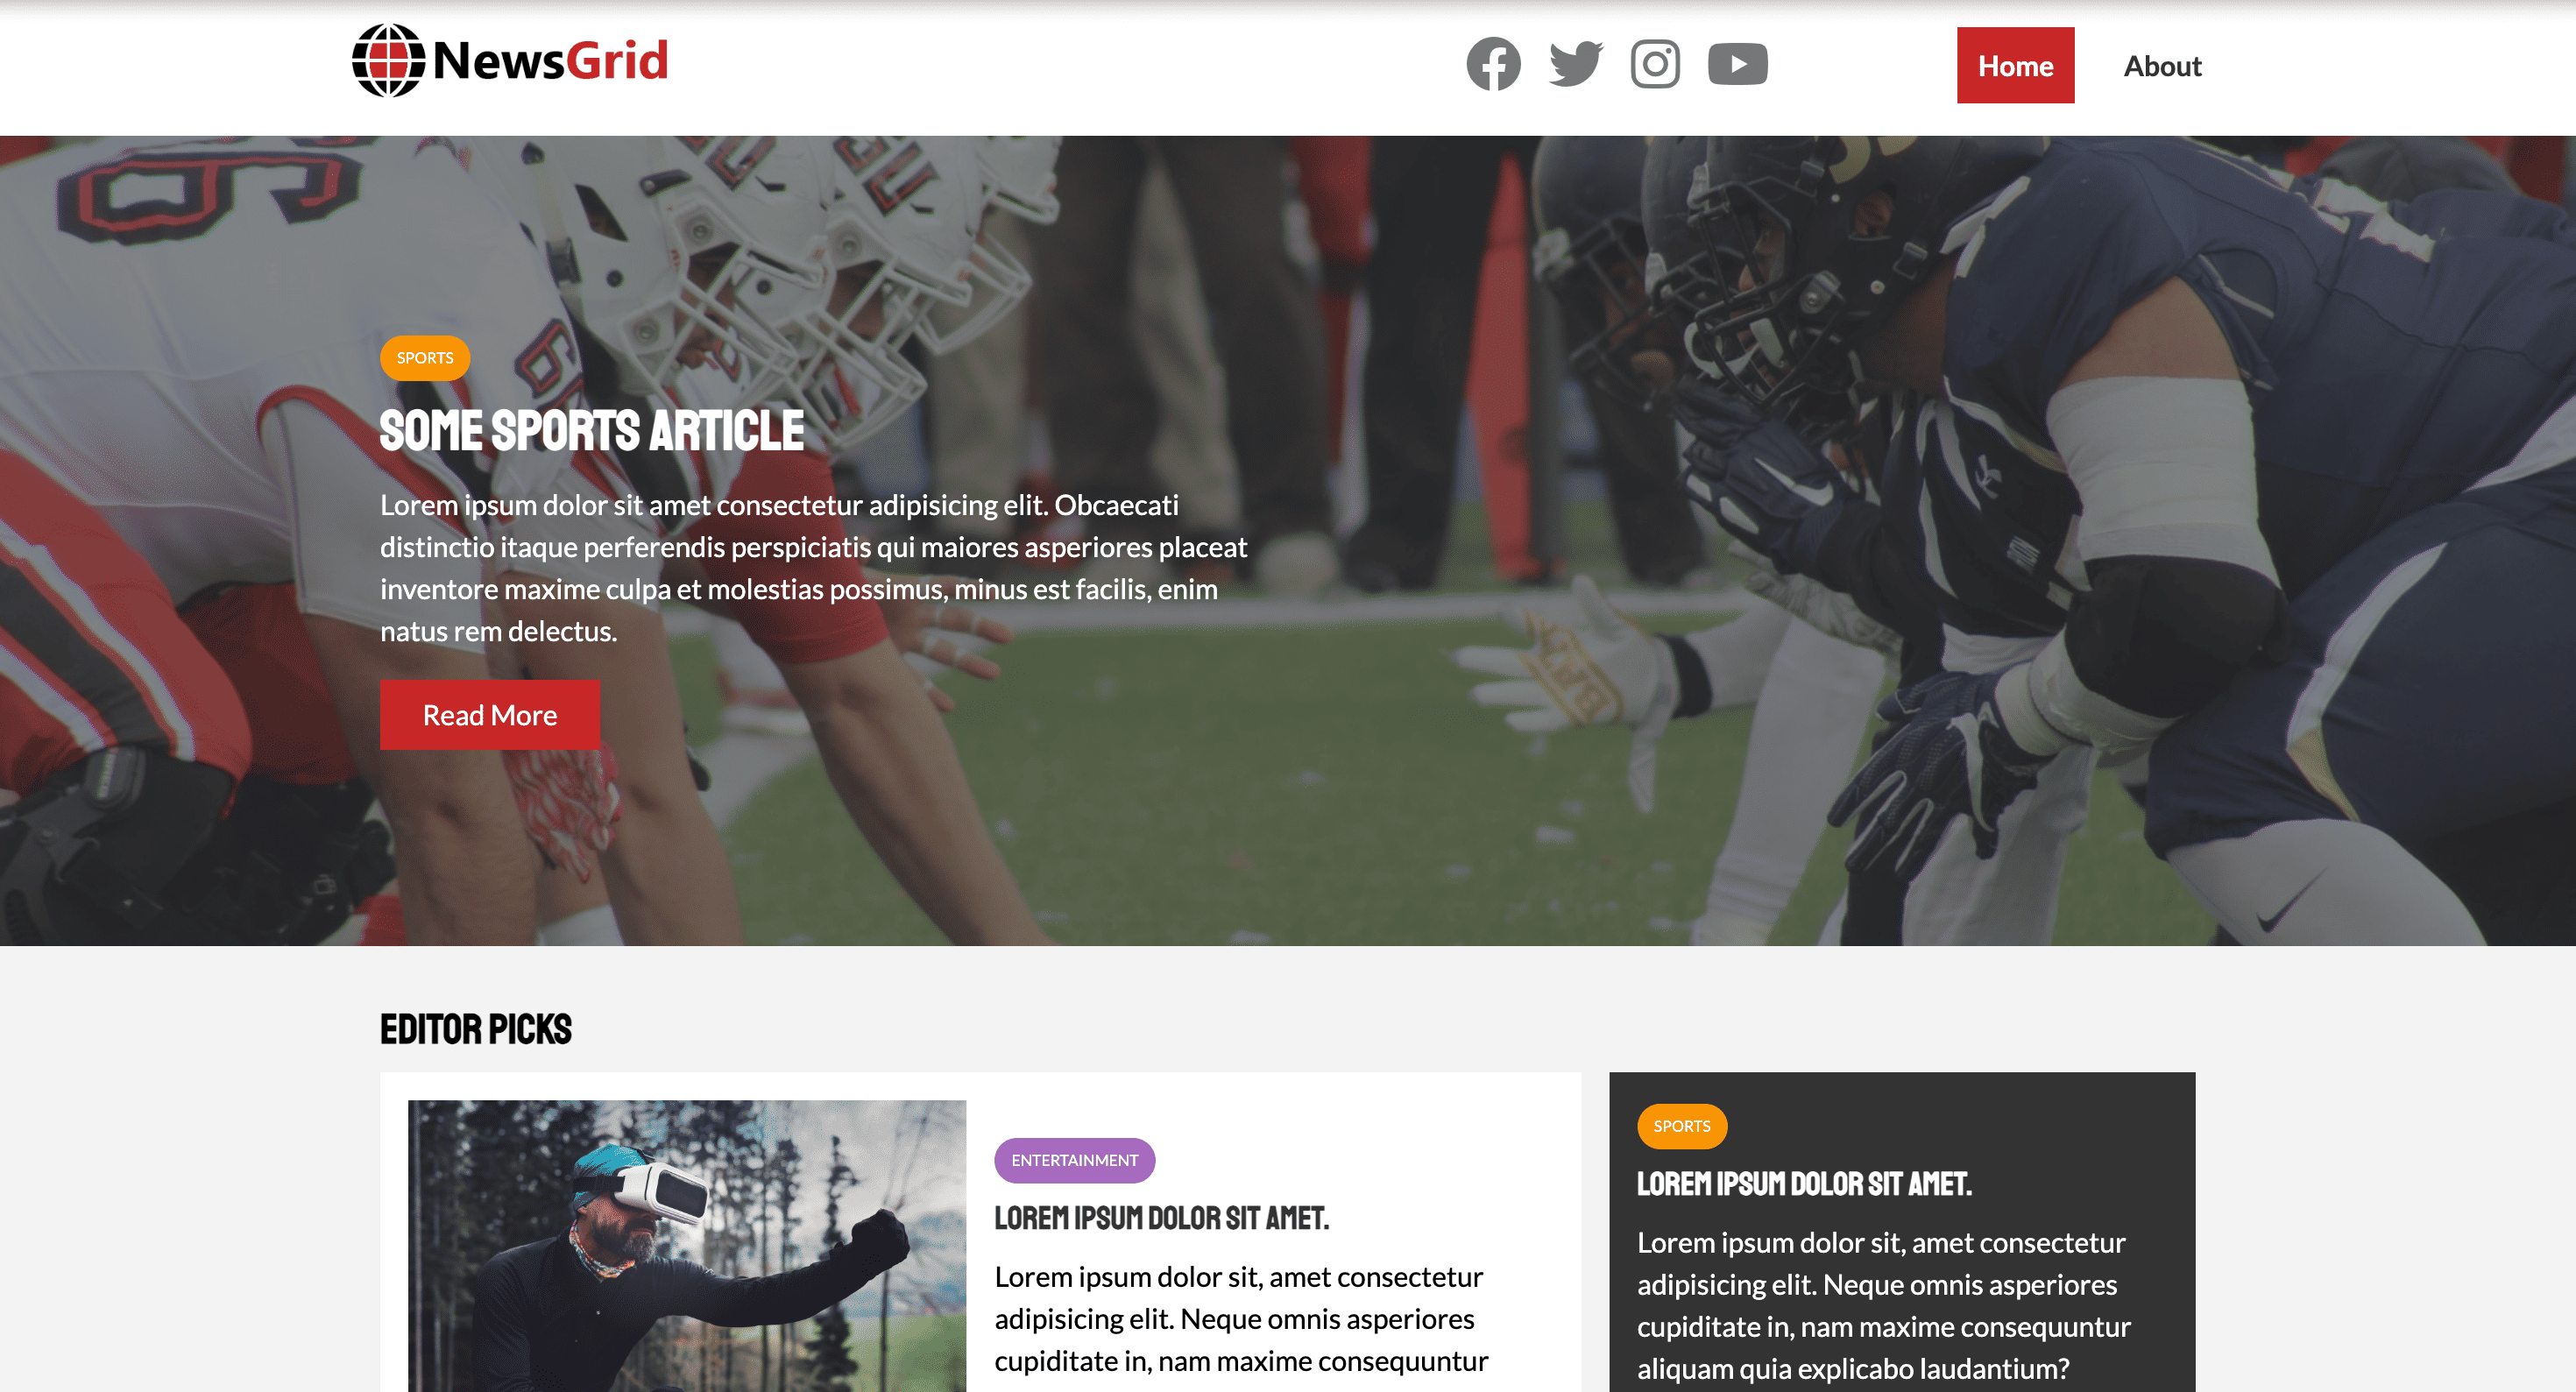 NewsGrid
Home
About
SPORTS
SOME SPORTS ARTICLE
Lorem ipsum dolor sit amet consectetur adipisicing elit. Obcaecati
distinctio itaque perferendis perspiciatis qui maiores asperiores placeat
inventore maxime culpa et molestias possimus, minus est facilis, enim
natus rem delectus.
Read More
EDITOR PICKS
ENTERTAINMENT
LOREM IPSUM DOLOR SIT AMET.
Lorem ipsum dolor sit, amet consectetur
adipisicing elit. Neque omnis asperiores
cupiditate in, nam maxime consequuntur
SPORTS
LOREM IPSUM DOLOR SIT AMET.
Lorem ipsum dolor sit, amet consectetur
adipisicing elit. Neque omnis asperiores
cupiditate in, nam maxime consequuntur
aliquam quia explicabo laudantium?